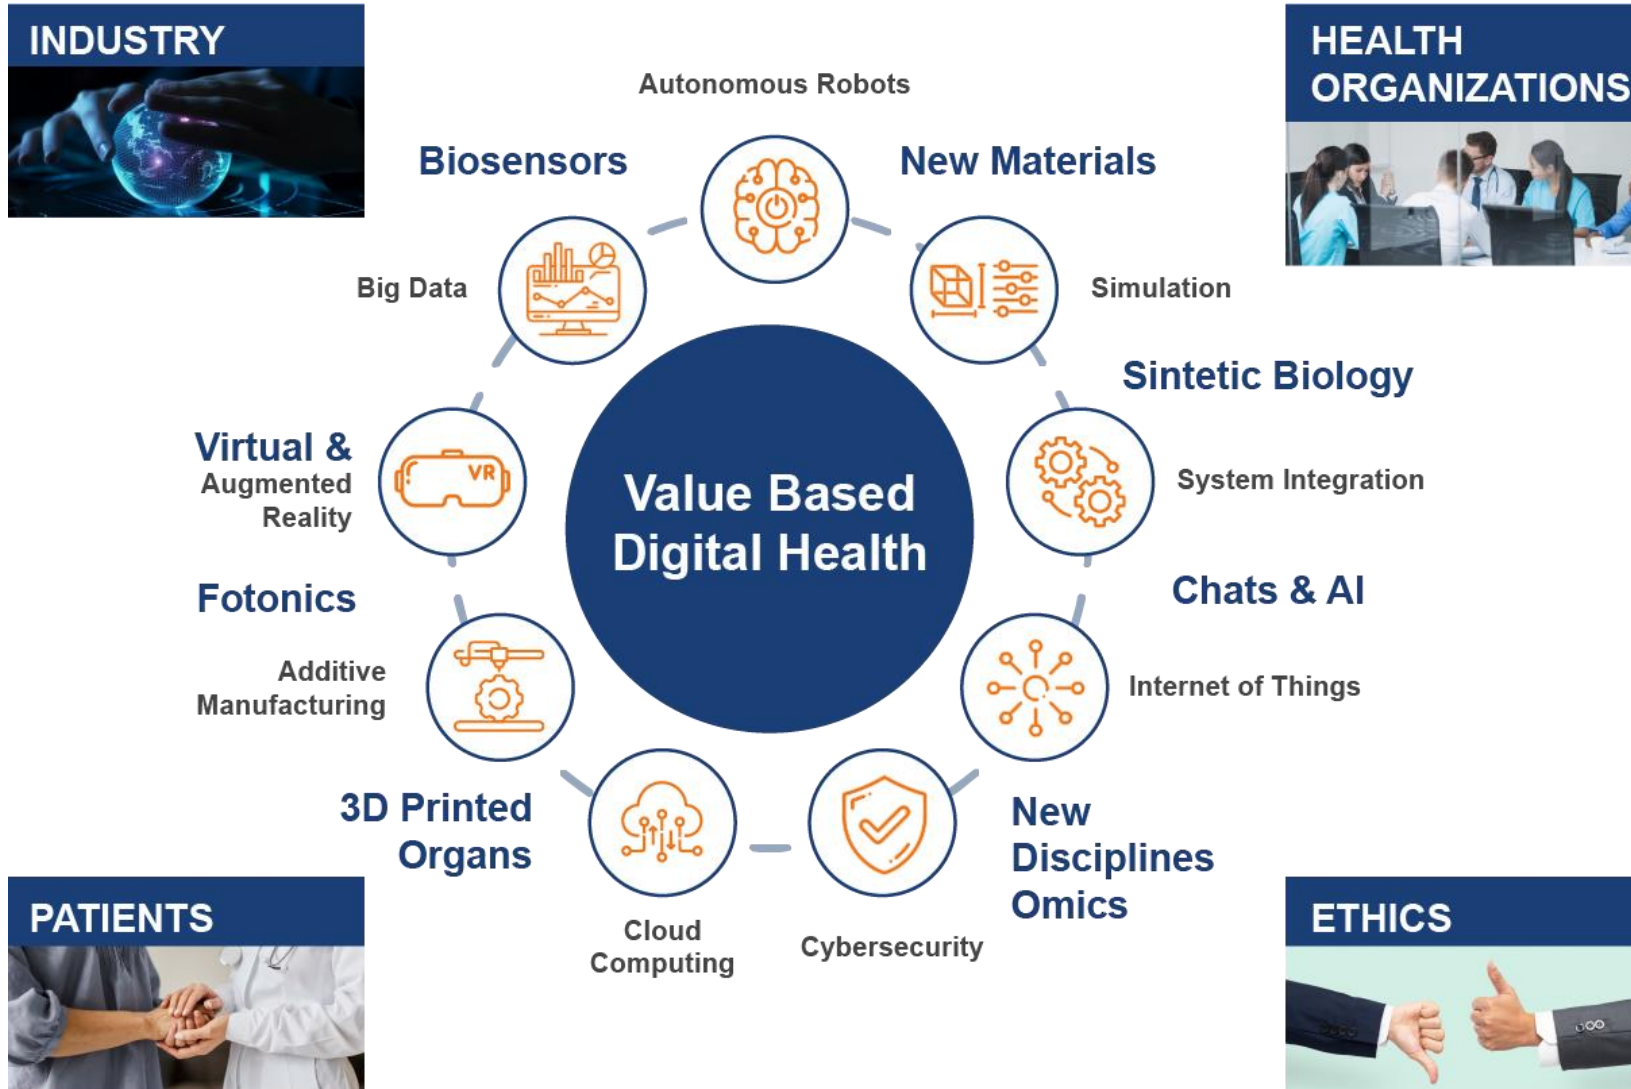 INDUSTRY
HEALTH
ORGANIZATIONS
Autonomous Robots
Biosensors
New Materials
Big Data
Simulation
Sintetic Biology
Virtual &
Augmented
Reality
VR
System Integration
Value Based
Digital Health
Fotonics
Chats & AI
Additive
Manufacturing
Internet of Things
3D Printed
Organs
New
Disciplines
Omics
Cloud
Computing
Cybersecurity
PATIENTS
ETHICS